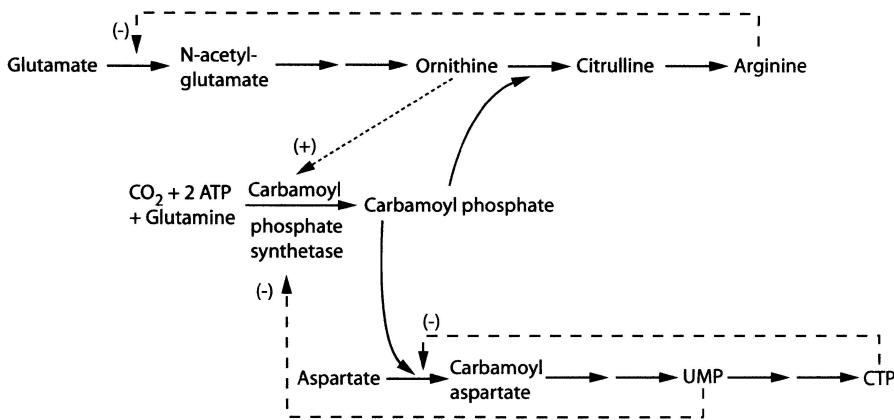 (-)
Glutamate
N-acetyl-
glutamate
Ornithine
Citrulline
Arginine
(+)
CO₂ + 2 ATP
+ Glutamine
Carbamoyl
phosphate
synthetase
Carbamoyl phosphate
(-)
(-)
Aspartate
Carbamoyl
aspartate
UMP
CTP